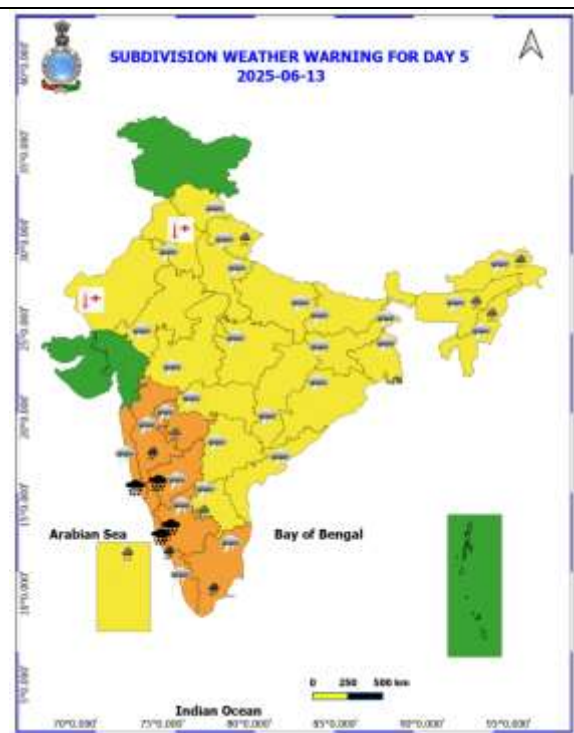 SUBDIVISION WEATHER WARNING FOR DAY 5
2025-06-13
Arabian Sea
Bay of Bengal
0 250 500 km
Indian Ocean
70°0.000' 75°0.000' 80°0.000' 85°0.000' 90°0.000' 95°0.000'